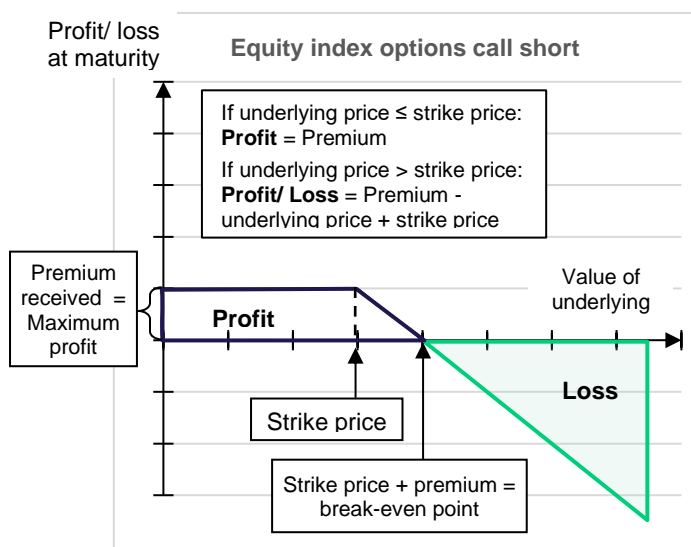 Profit/ loss
at maturity
Equity index options call short
If underlying price ≤ strike price:
Profit = Premium
If underlying price > strike price:
Profit/ Loss = Premium -
underlying price + strike price
Premium
received =
Maximum
profit
Profit
Value of
underlying
Loss
Strike price
Strike price + premium =
break-even point